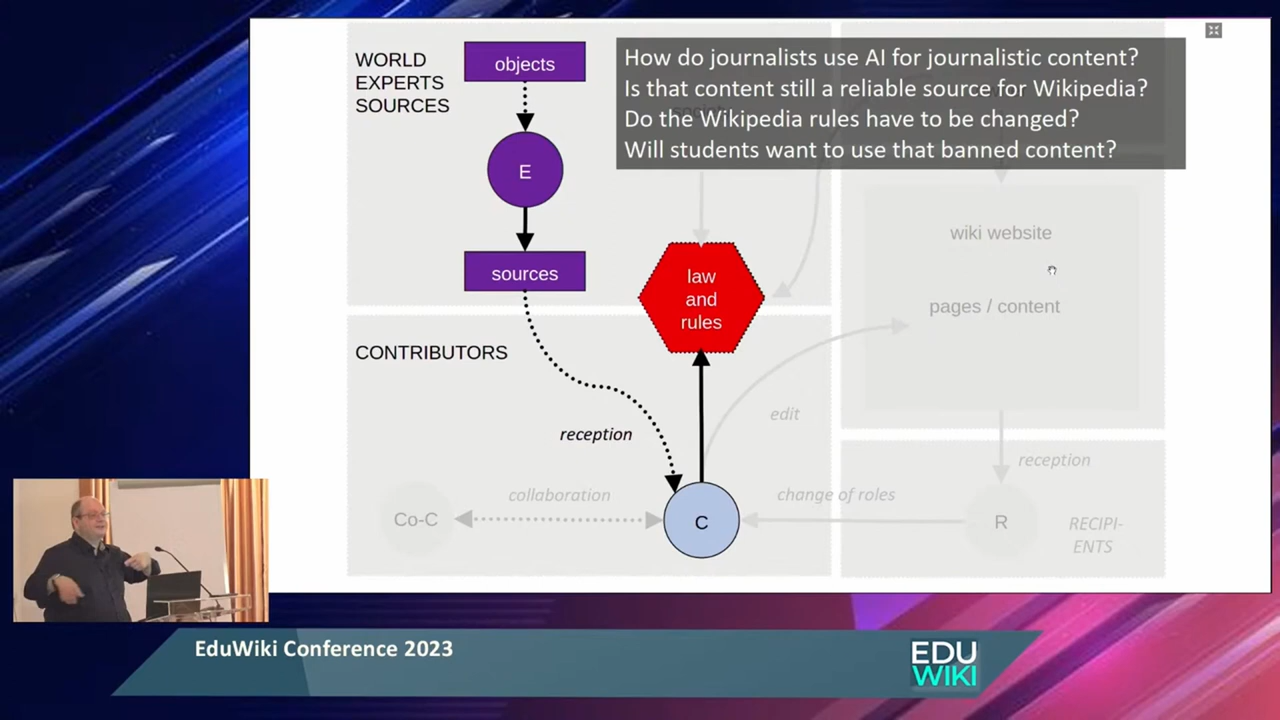 WORLD
EXPERTS
SOURCES
objects
E
sources
How do journalists use AI for journalistic content?
Is that content still a reliable source for Wikipedia?
Do the Wikipedia rules have to be changed?
Will students want to use that banned content?
society
wiki website
pages / content
law
and
rules
CONTRIBUTORS
reception
edit
collaboration
Co-C
C
change of roles
reception
R
RECIPI-
ENTS
EduWiki Conference 2023
EDU
WIKI